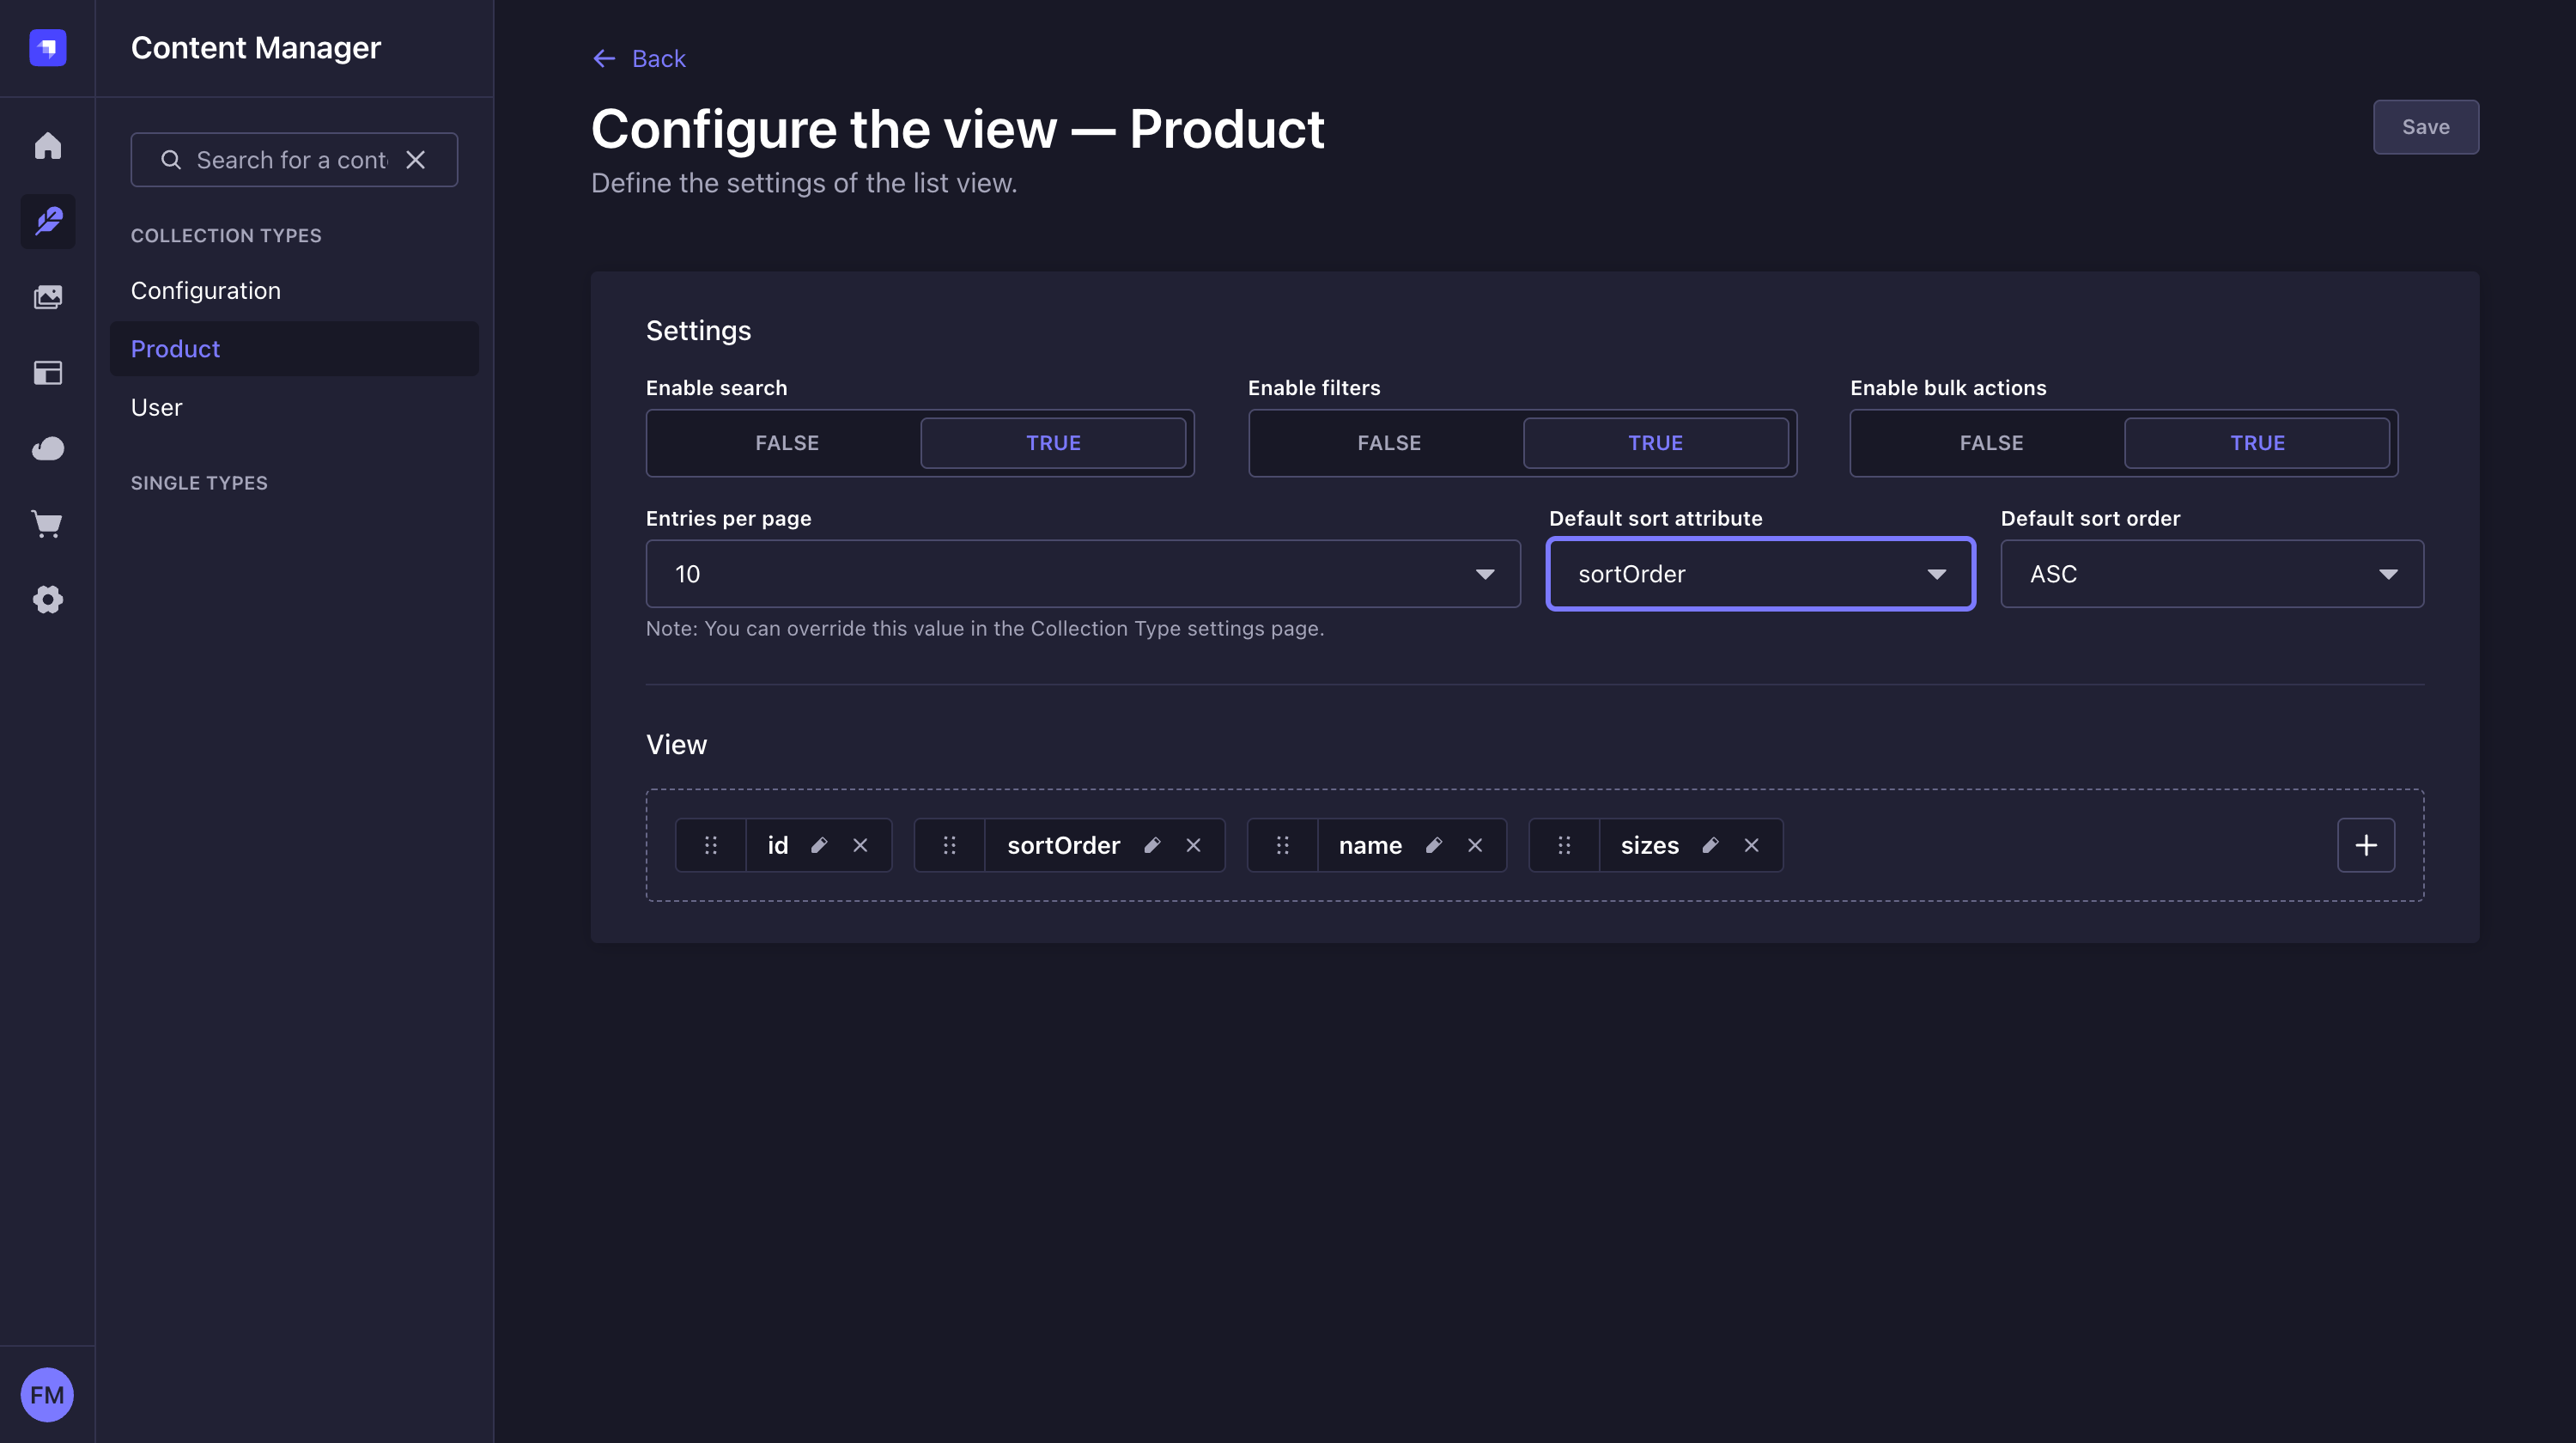 Content Manager
Search for a cont
COLLECTION TYPES
Configuration
Product
User
SINGLE TYPES
FM
Back
Configure the view — Product
Define the settings of the list view.
Save
Settings
Enable search
FALSE TRUE
Enable filters
FALSE TRUE
Enable bulk actions
FALSE TRUE
Entries per page
10
Note: You can override this value in the Collection Type settings page.
Default sort attribute
sortOrder
Default sort order
ASC
View
id
sortOrder
name
sizes